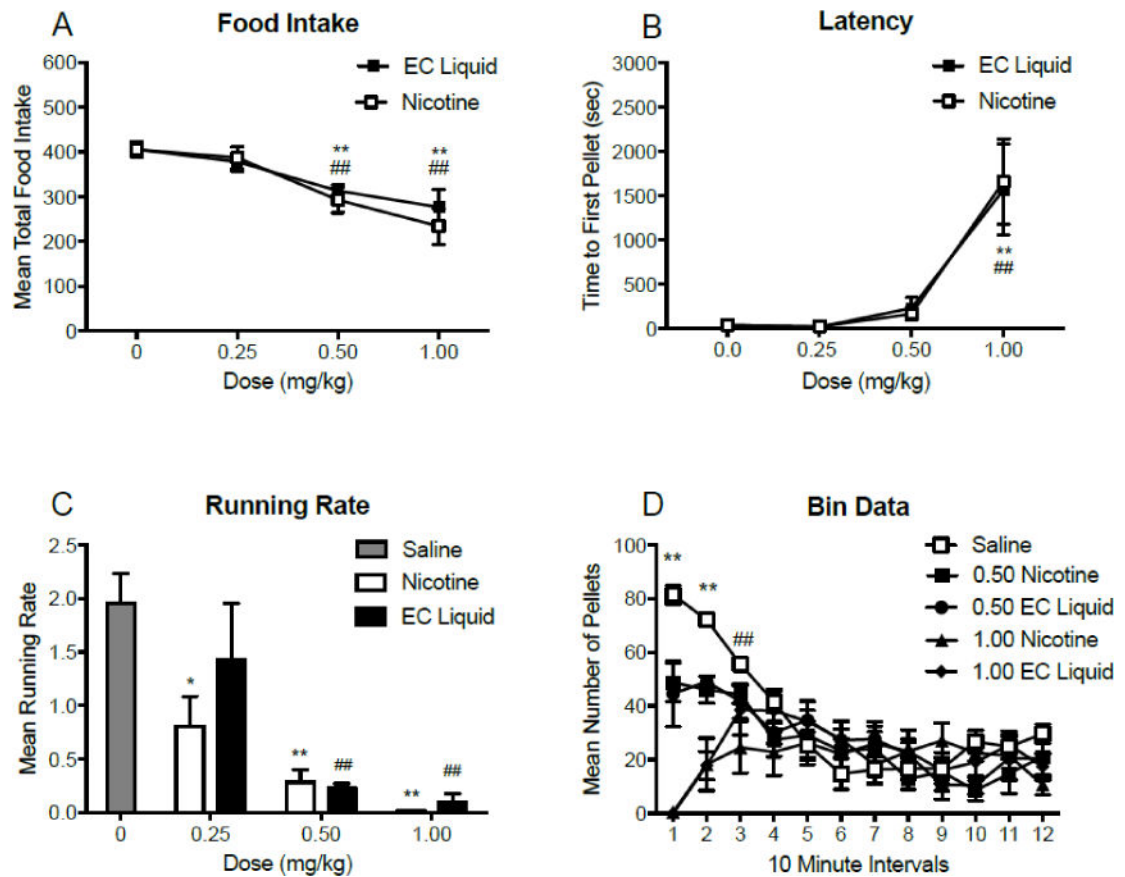 A
Food Intake
600
500
400
300
200
100
0
Mean Total Food Intake
EC Liquid
Nicotine
**
##
**
##
0 0.25 0.50 1.00
Dose (mg/kg)
B
Latency
3000
2500
2000
1500
1000
500
0
Time to First Pellet (sec)
EC Liquid
Nicotine
**
##
0.0 0.25 0.50 1.00
Dose (mg/kg)
C
Running Rate
2.5
2.0
1.5
1.0
0.5
0.0
Mean Running Rate
Saline
Nicotine
EC Liquid
*
**
##
**
##
0 0.25 0.50 1.00
Dose (mg/kg)
D
Bin Data
100
80
60
40
20
0
Mean Number of Pellets
Saline
0.50 Nicotine
0.50 EC Liquid
1.00 Nicotine
1.00 EC Liquid
**
**
##
1 2 3 4 5 6 7 8 9 10 11 12
10 Minute Intervals